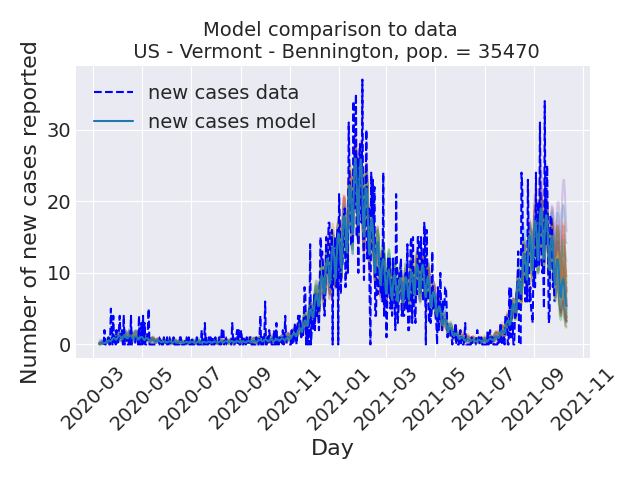 Model comparison to data
US - Vermont - Bennington, pop. = 35470
Number of new cases reported
new cases data
new cases model
30
20
10
0
2020-03
2020-05
2020-07
2020-09
2020-11
2021-01
2021-03
2021-05
2021-07
2021-09
2021-11
Day